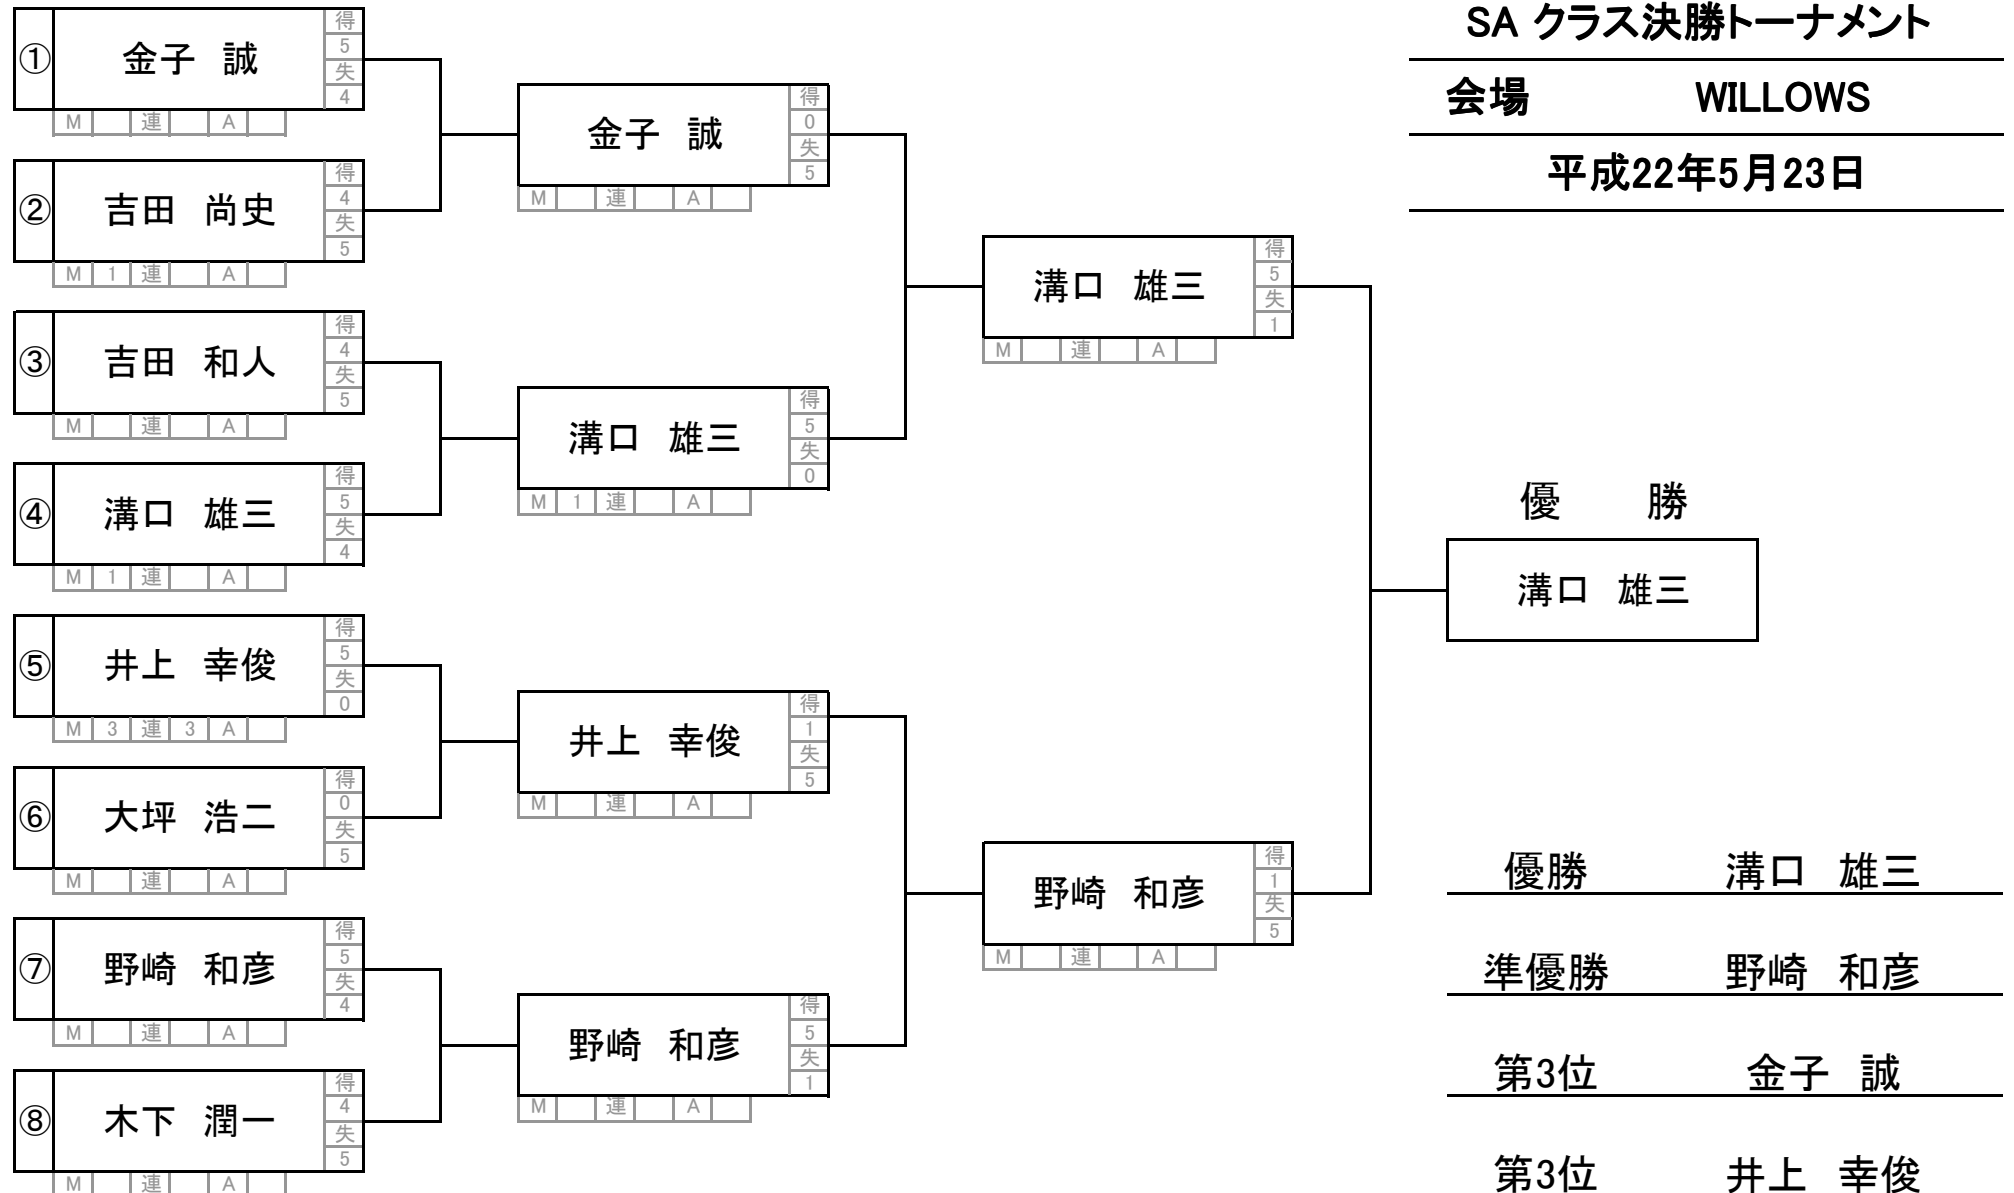 SA クラス決勝トーナメント
会場 WILLOWS
平成22年5月23日
① 金子 誠 得 5 失 4
M 連 A
② 吉田 尚史 得 4 失 5
M 1 連 A
③ 吉田 和人 得 4 失 5
M 連 A
④ 溝口 雄三 得 5 失 4
M 1 連 A
⑤ 井上 幸俊 得 5 失 0
M 3 連 3 A
⑥ 大坪 浩二 得 0 失 5
M 連 A
⑦ 野崎 和彦 得 5 失 4
M 連 A
⑧ 木下 潤一 得 4 失 5
M 連 A
金子 誠 得 0 失 5
M 連 A
溝口 雄三 得 5 失 0
M 1 連 A
井上 幸俊 得 1 失 5
M 連 A
野崎 和彦 得 5 失 1
M 連 A
溝口 雄三 得 5 失 1
M 連 A
野崎 和彦 得 1 失 5
M 連 A
優 勝
溝口 雄三
優勝 溝口 雄三
準優勝 野崎 和彦
第3位 金子 誠
第3位 井上 幸俊